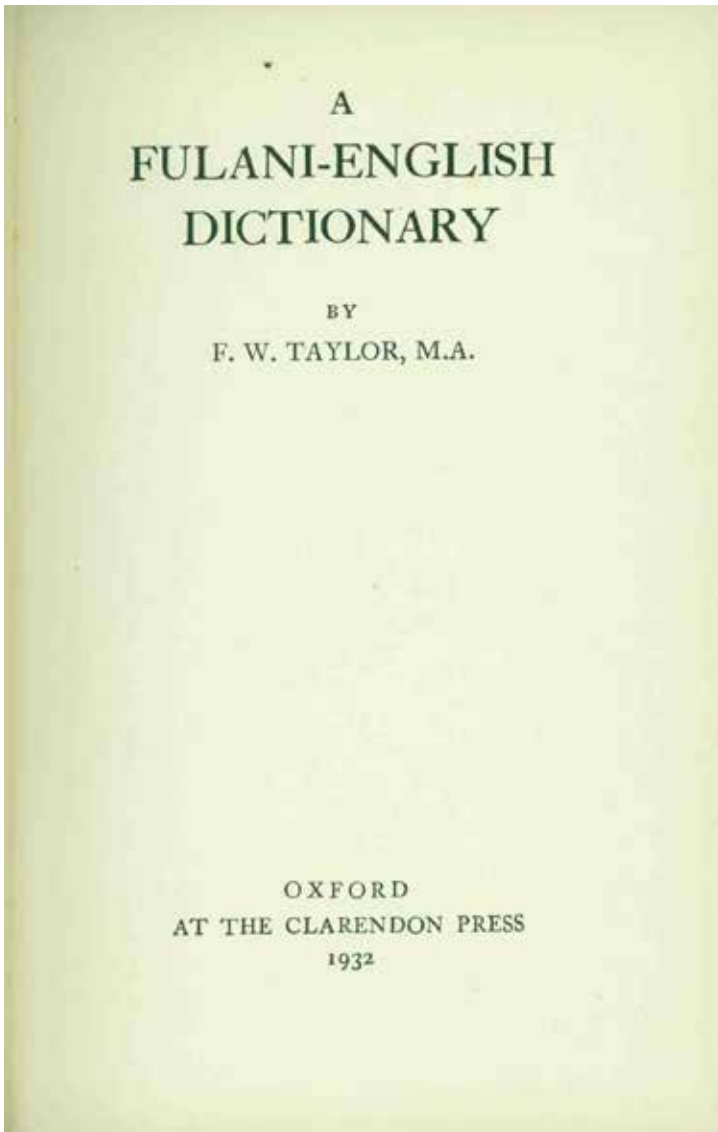 A
FULANI-ENGLISH
DICTIONARY
BY
F. W. TAYLOR, M.A.
OXFORD
AT THE CLARENDON PRESS
1932